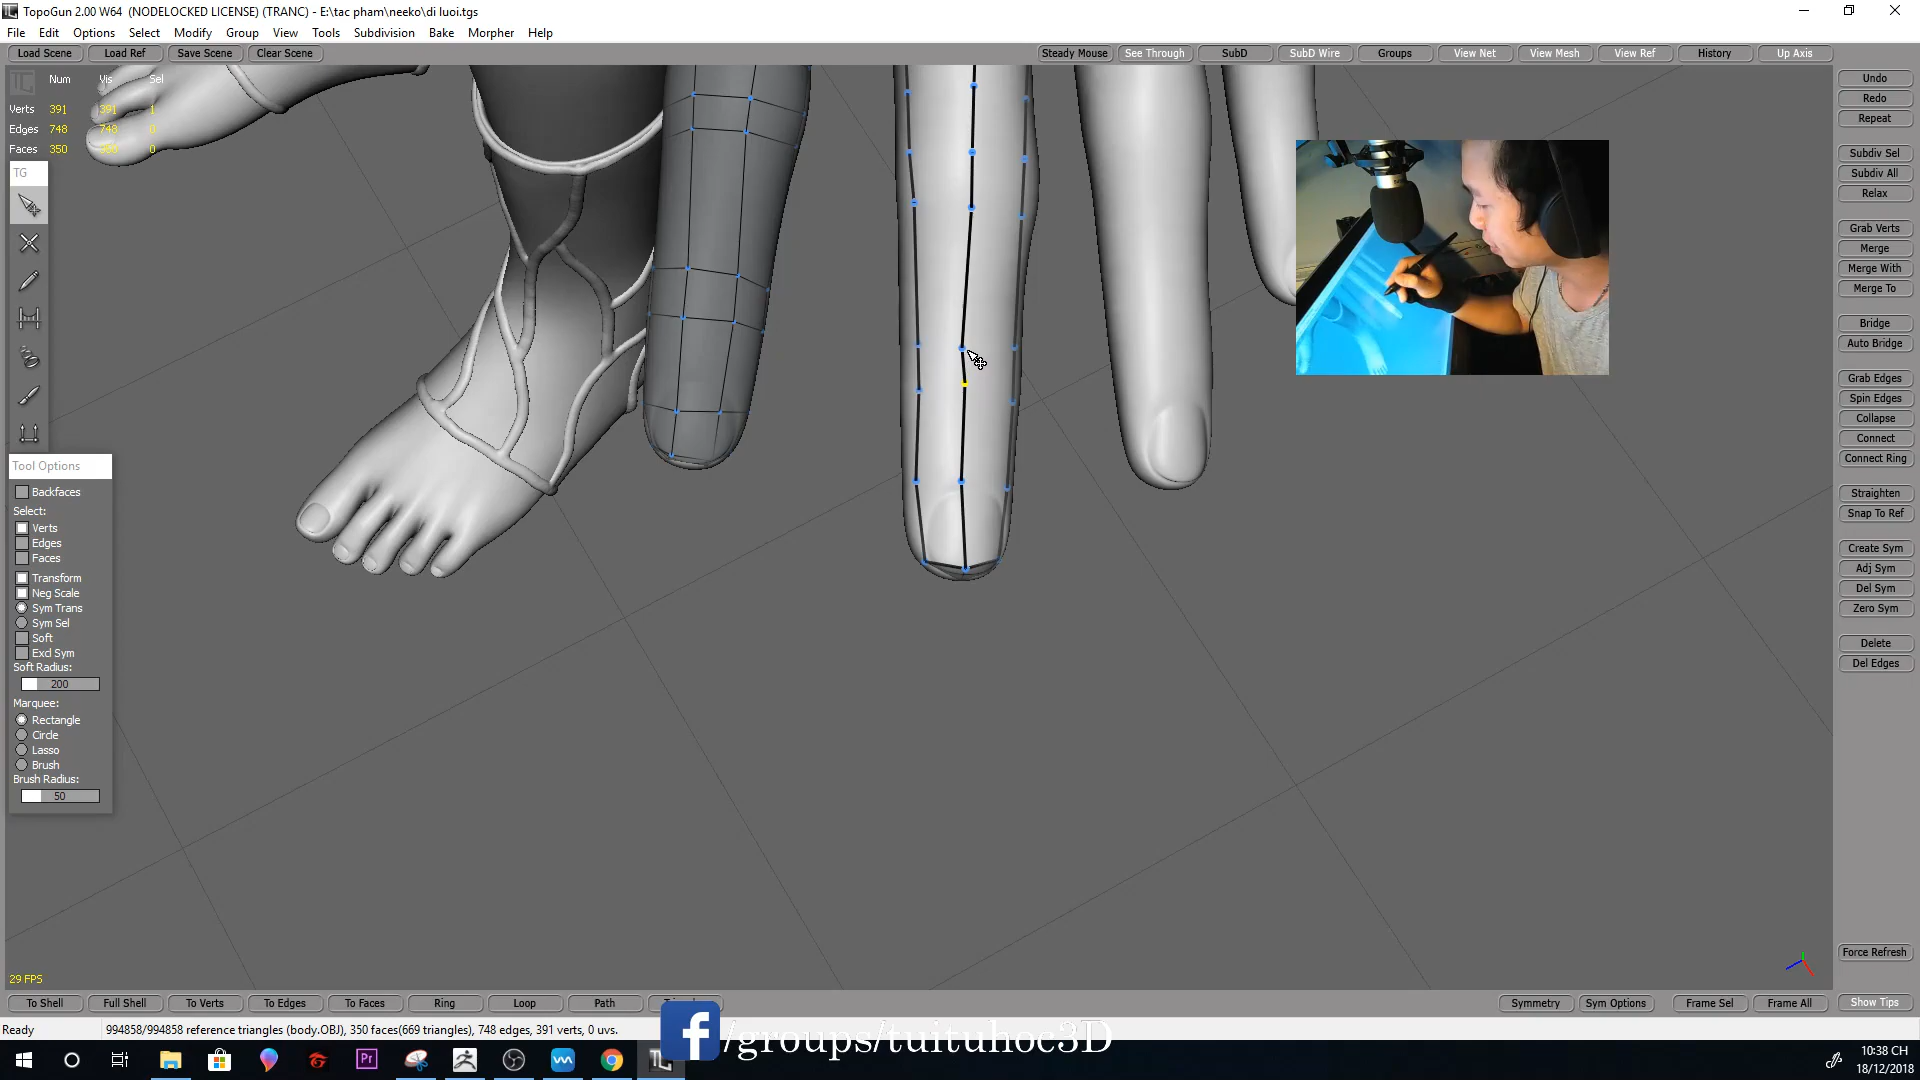 TopoGun 2.00 W64 (NODELOCKED LICENSE) (TRANC) - E:\tac pham\neeko\di luoi.tgs
File Edit Options Select Modify Group View Tools Subdivision Bake Morpher Help
Load Scene Load Ref Save Scene Clear Scene Steady Mouse See Through SubD SubD Wire Groups View Net View Mesh View Ref History Up Axis
Num Vis Sel
Verts 391 391 1
Edges 748 748 0
Faces 350 0
TG
Tool Options
Backfaces
Select:
Verts
Edges
Faces
Transform
Neg Scale
Sym Trans
Sym Sel
Soft
Excl Sym
Soft Radius:
200
Marquee:
Rectangle
Circle
Lasso
Brush
Brush Radius:
50
Undo
Redo
Repeat
Subdiv Sel
Subdiv All
Relax
Grab Verts
Merge
Merge With
Merge To
Bridge
Auto Bridge
Grab Edges
Spin Edges
Collapse
Connect
Connect Ring
Straighten
Snap To Ref
Create Sym
Adj Sym
Del Sym
Zero Sym
Delete
Del Edges
Force Refresh
29 FPS
To Shell Full Shell To Verts To Edges To Faces Ring Loop Path Symmetry Sym Options Frame Sel Frame All Show Tips
Ready 994858/994858 reference triangles (body.OBJ), 350 faces(669 triangles), 748 edges, 391 verts, 0 uvs.
f /groups/tuituhoc3D
Pr
10:38 CH
18/12/2018